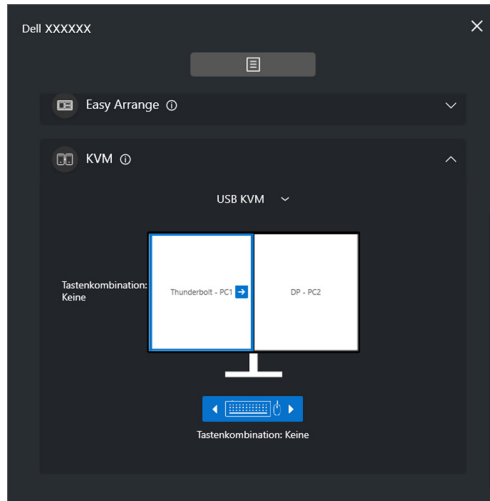 Dell XXXXXX
Easy Arrange
KVM
USB KVM
Tastenkombination:
Keine
Thunderbolt - PC1
DP - PC2
Tastenkombination: Keine